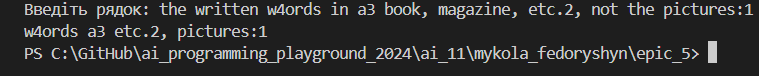 Введіть рядок: the written w4ords in a3 book, magazine, etc.2, not the pictures:1
w4ords a3 etc.2, pictures:1
PS C:\GitHub\ai_programming_playground_2024\ai_11\mykola_fedoryshyn\epic_5>